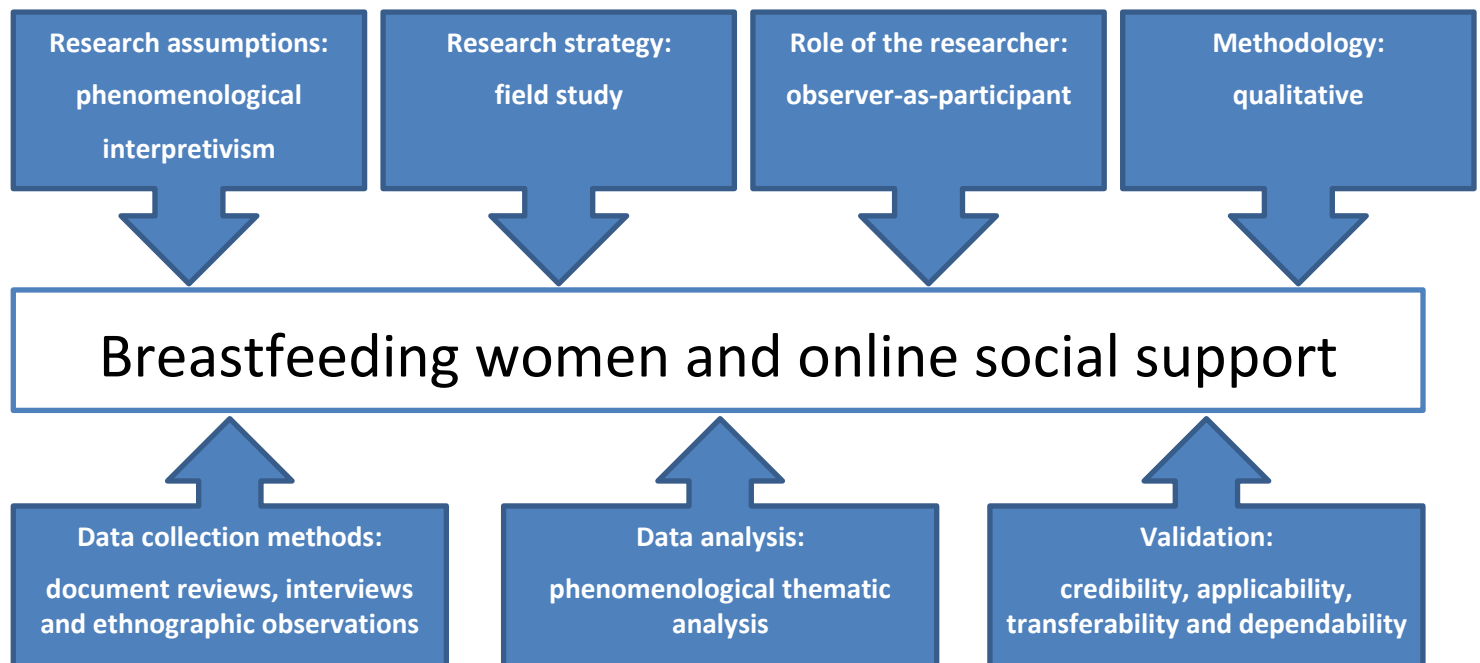 Research assumptions:
phenomenological
interpretivism
Research strategy:
field study
Role of the researcher:
observer-as-participant
Methodology:
qualitative
Breastfeeding women and online social support
Data collection methods:
document reviews, interviews
and ethnographic observations
Data analysis:
phenomenological thematic
analysis
Validation:
credibility, applicability,
transferability and dependability